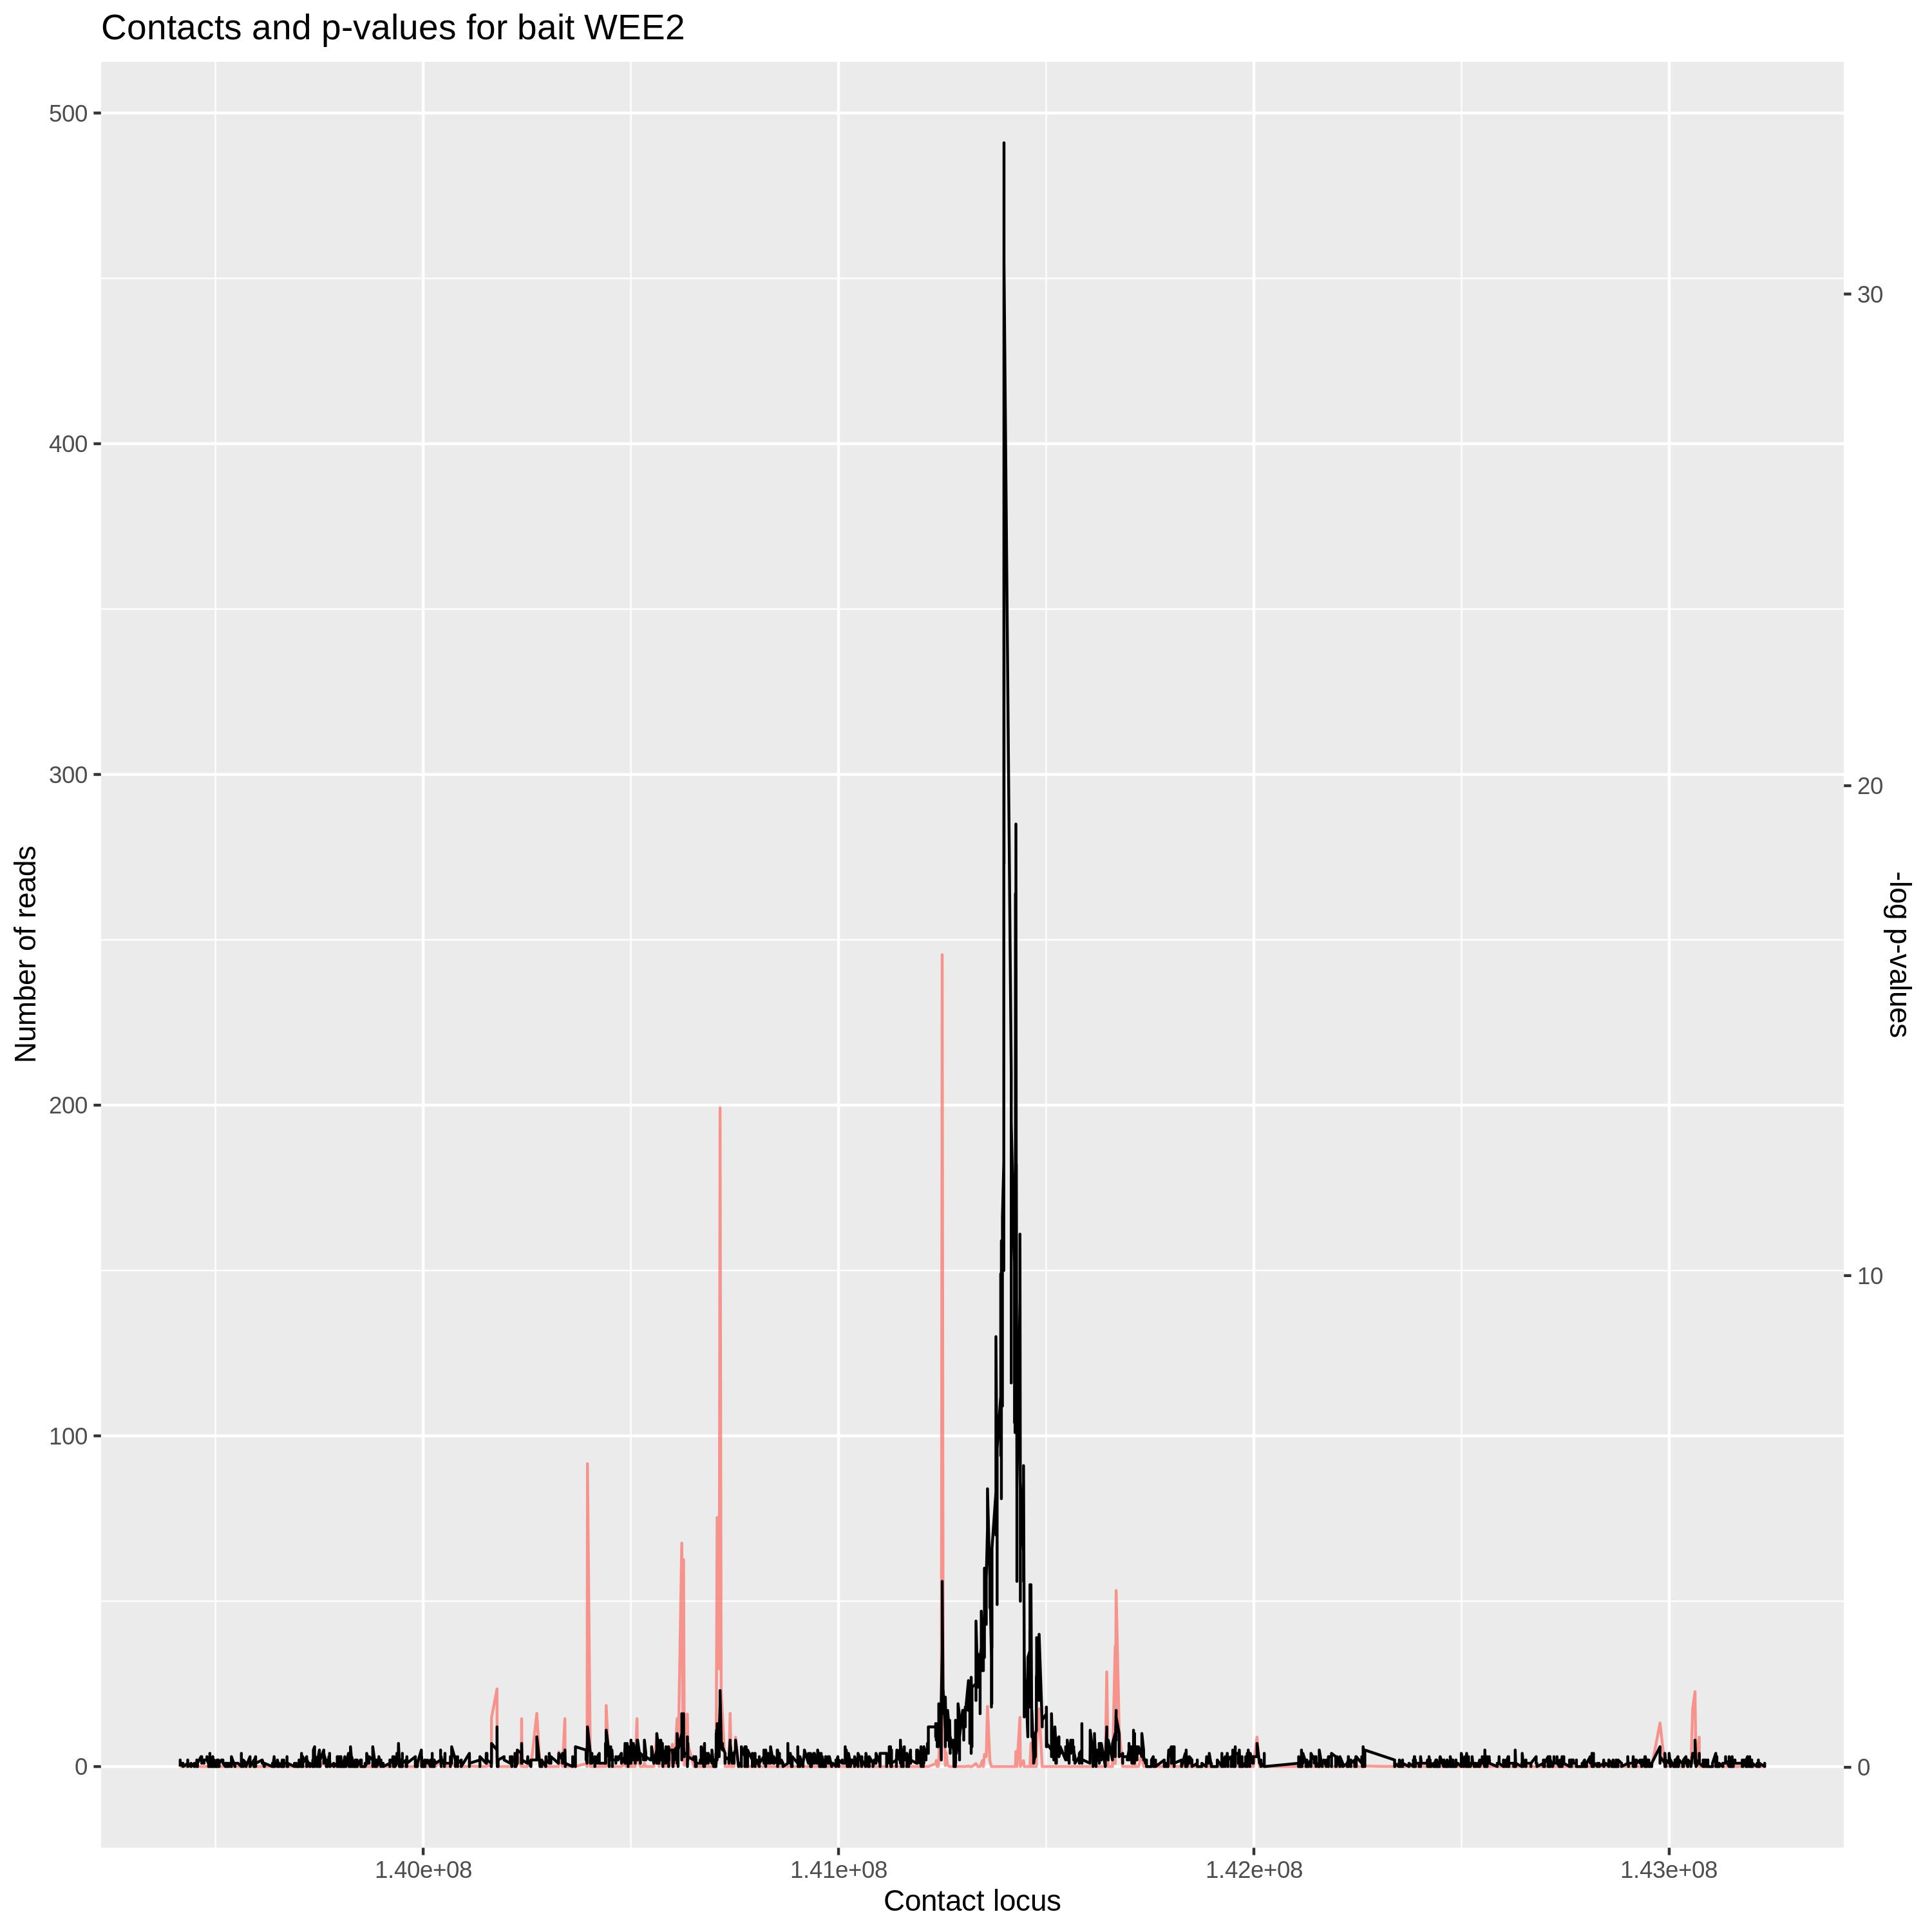 Contacts and p-values for bait WEE2
500
400
300
200
100
0
Number of reads
30
20
10
0
-log p-values
1.40e+08
1.41e+08
1.42e+08
1.43e+08
Contact locus